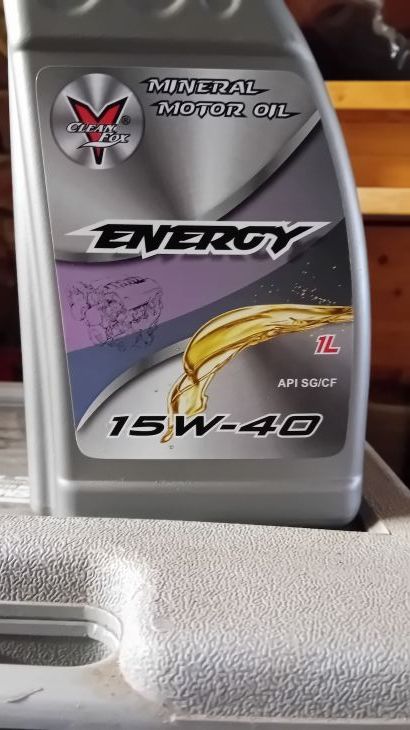 MINERAL
MOTOR OIL
CLEAN ®
FOX
ENERGY
1L
API SG/CF
15W-40